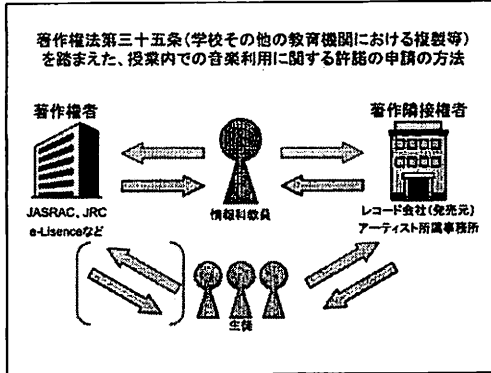 著作権法第三十五条(学校その他の教育機関における複製等)
を踏まえた、授業内での音楽利用に関する許諾の申請の方法
著作権者
著作隣接権者
JASRAC、JRC
e-Lisenceなど
情報科教員
レコード会社(発売元)
アーティスト所属事務所
生徒